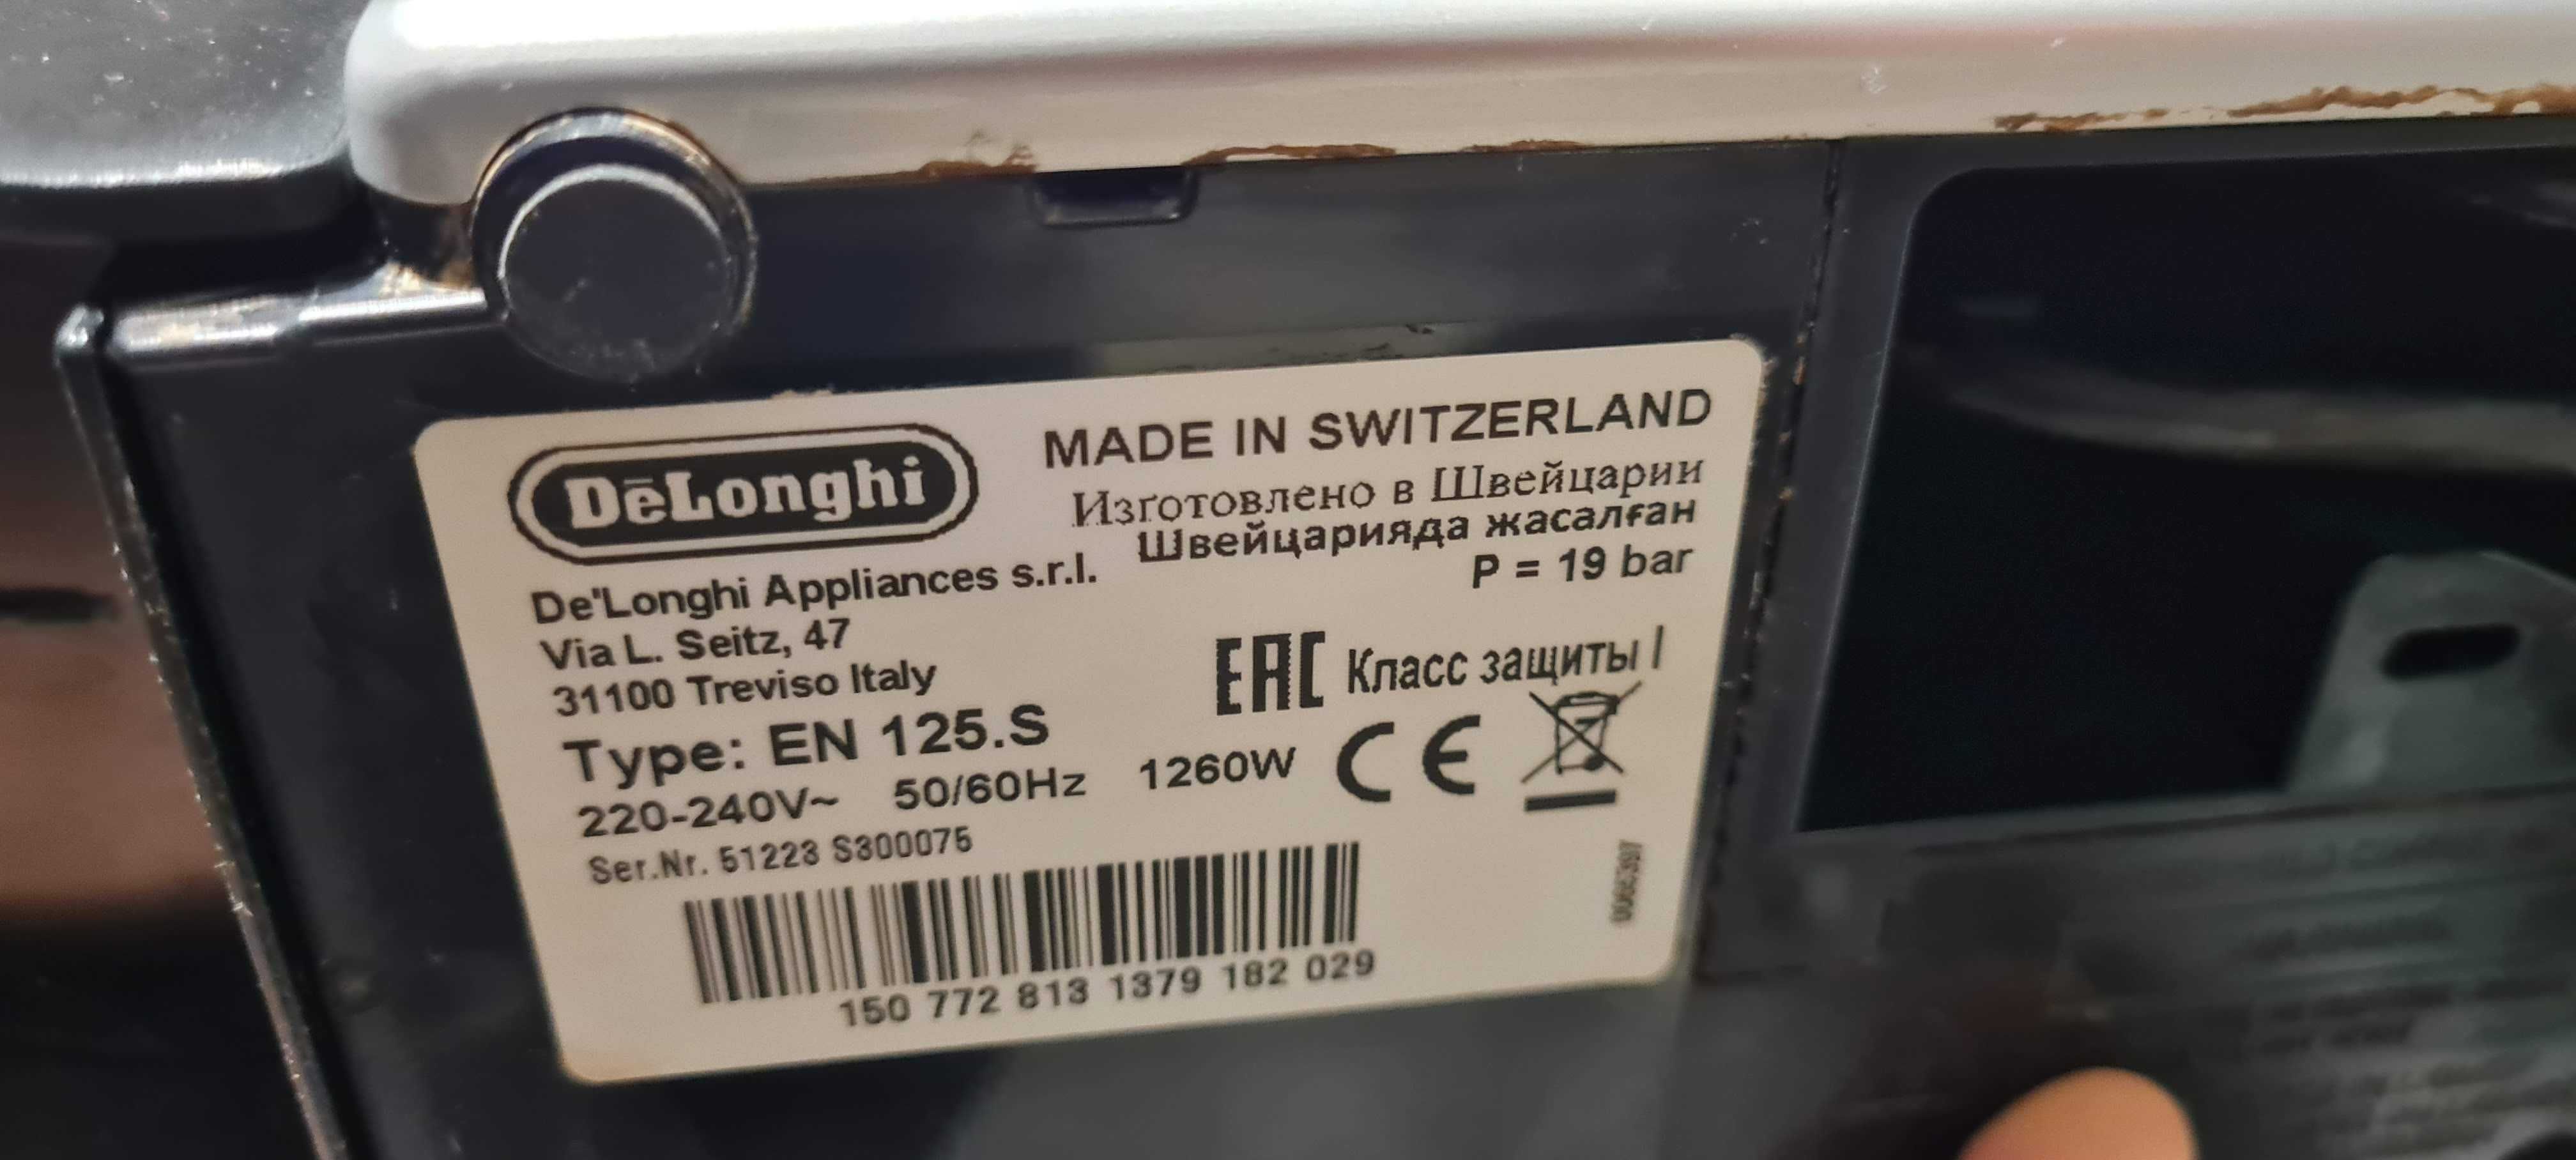 DeLonghi
MADE IN SWITZERLAND
Изготовлено в Швейцарии
Швейцарияда жасалған
P = 19 bar
De'Longhi Appliances s.r.l.
Via L. Seitz, 47
31100 Treviso Italy
EAC Класс защиты I
Type: EN 125.S
220-240V~ 50/60Hz 1260W CE
Ser.Nr. 51223 S300075
150 772 813 1379 182 029